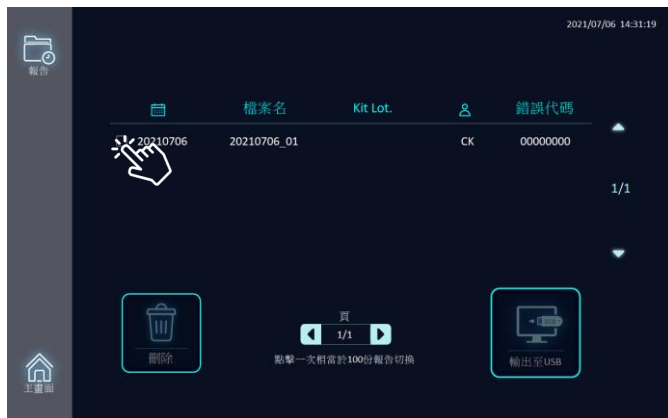 2021/07/06 14:31:19
報告
檔案名 Kit Lot. 錯誤代碼
20210706 20210706_01 CK 00000000
1/1
頁
1/1
點擊一次相當於100份報告切換
刪除
輸出至USB
主畫面